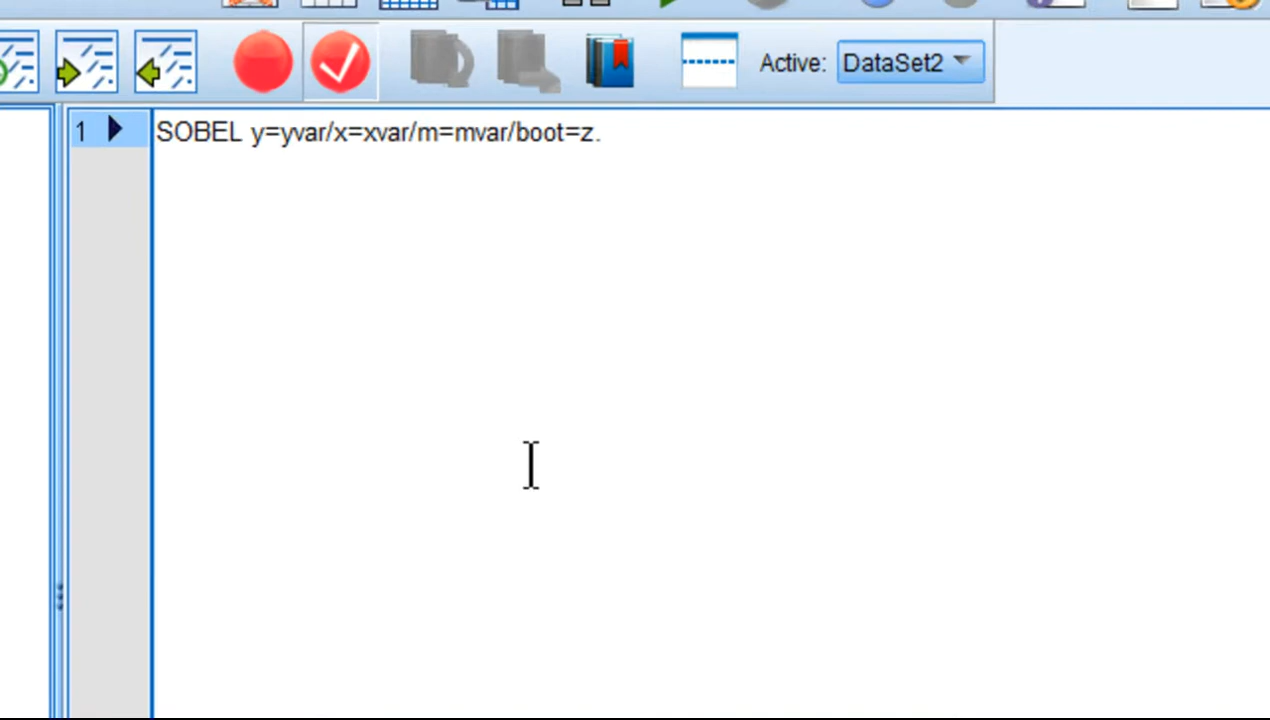 Active: DataSet2
1 SOBEL y=yvar/x=xvar/m=mvar/boot=z.